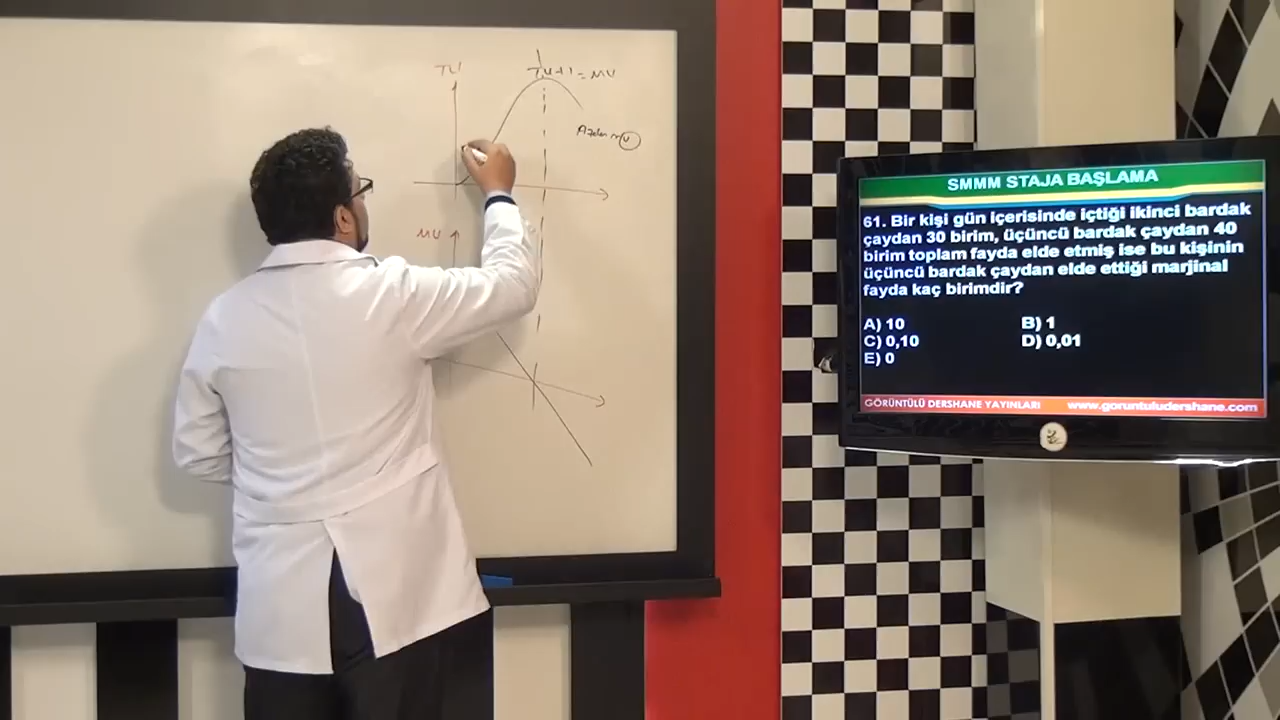 TU
TU+1 = MU
Azalan MU
MU
SMMM STAJA BAŞLAMA
61. Bir kişi gün içerisinde içtiği ikinci bardak
çaydan 30 birim, üçüncü bardak çaydan 40
birim toplam fayda elde etmiş ise bu kişinin
üçüncü bardak çaydan elde ettiği marjinal
fayda kaç birimdir?
A) 10
B) 1
C) 0,10
D) 0,01
E) 0
GÖRÜNTÜLÜ DERSHANE YAYINLARI
www.goruntuludershane.com